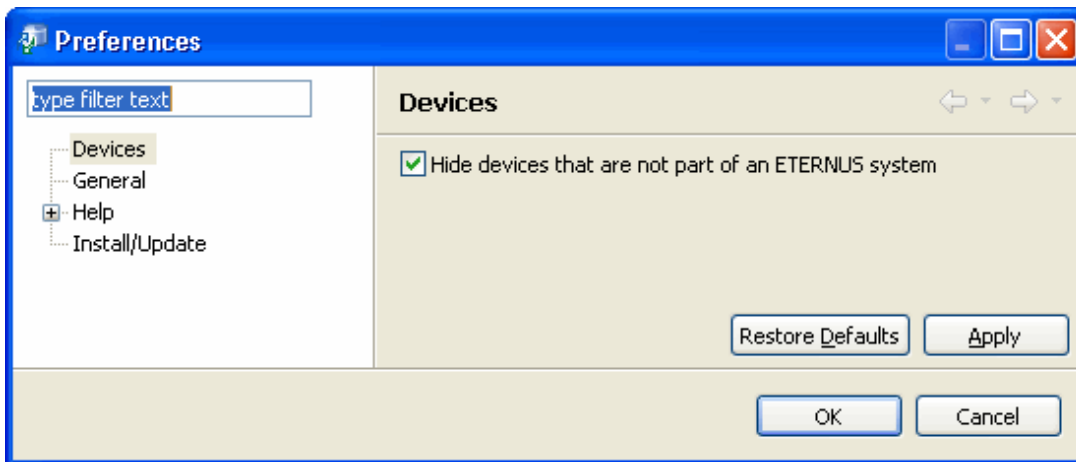 Preferences
type filter text
Devices
General
Help
Install/Update
Devices
Hide devices that are not part of an ETERNUS system
Restore Defaults
Apply
OK
Cancel